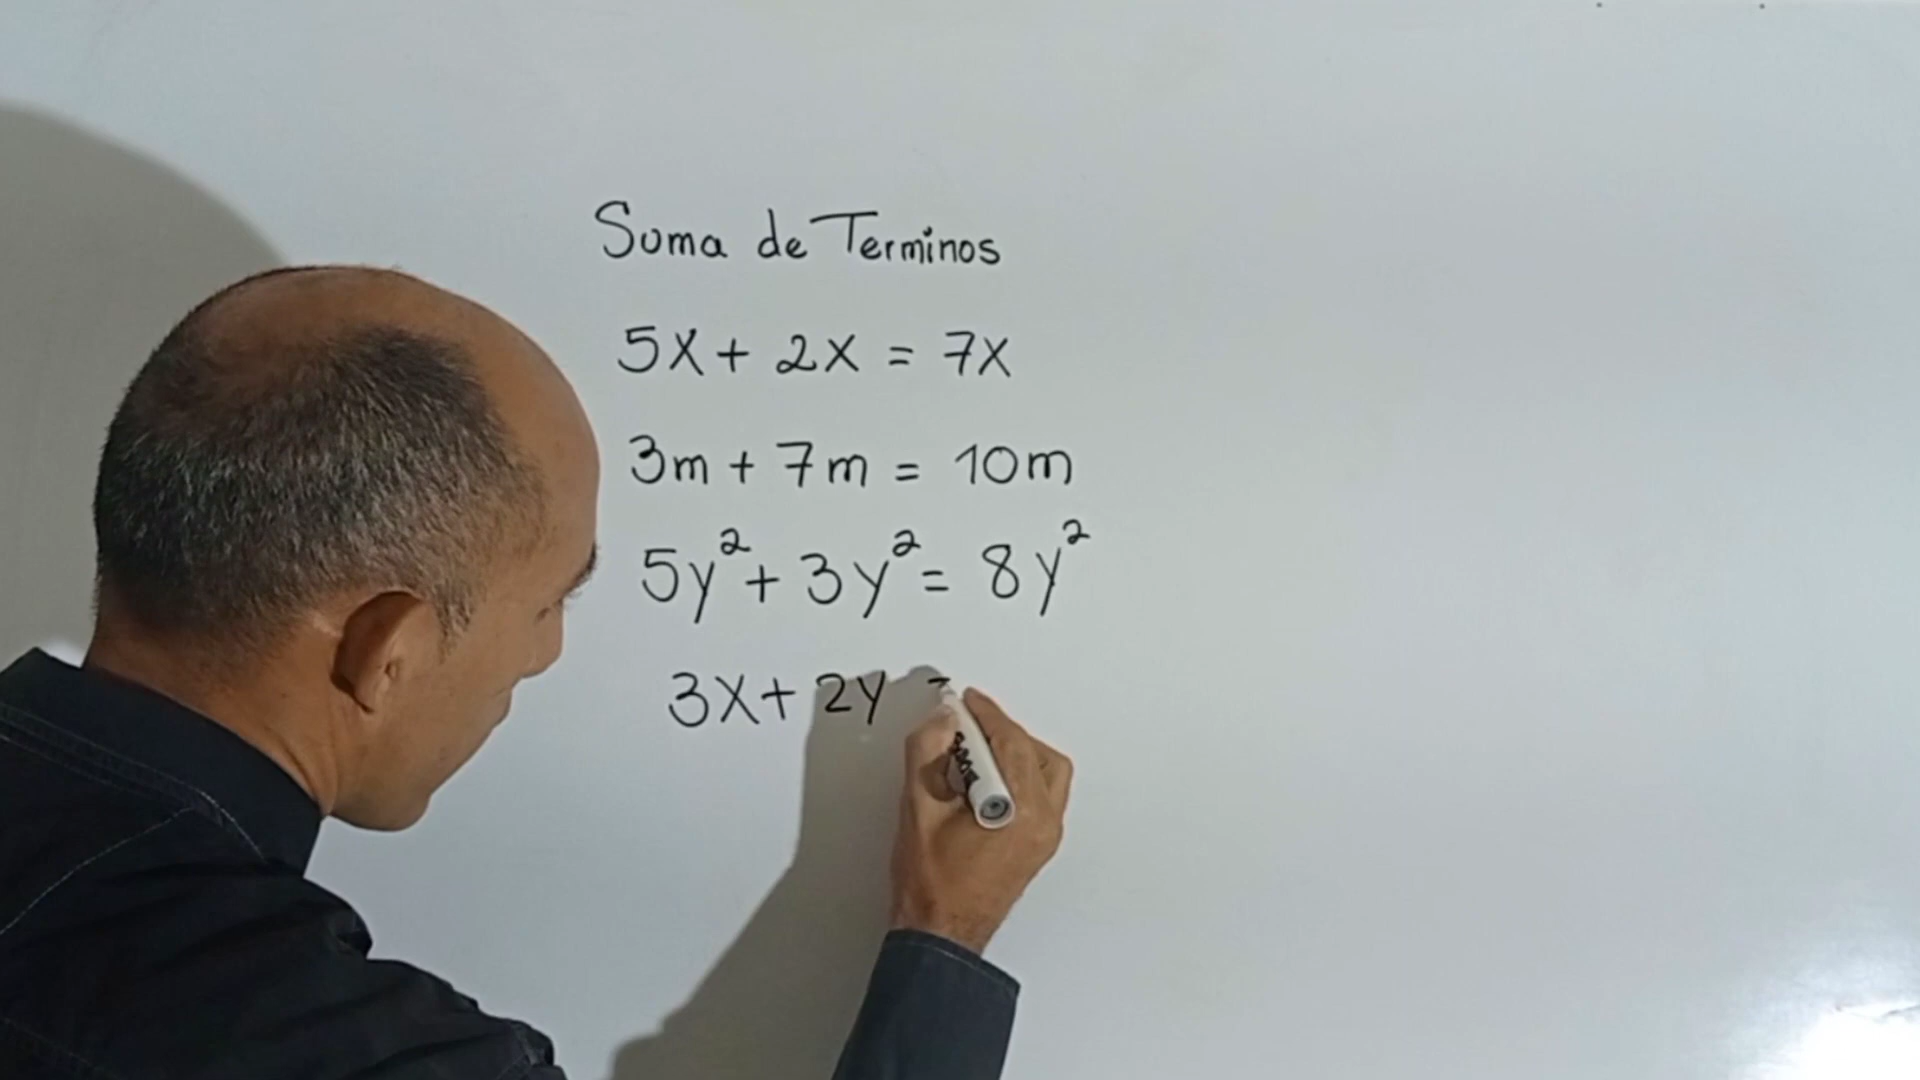 Suma de Terminos
5x + 2x = 7x
3m + 7m = 10m
5y² + 3y² = 8y²
3x + 2y =